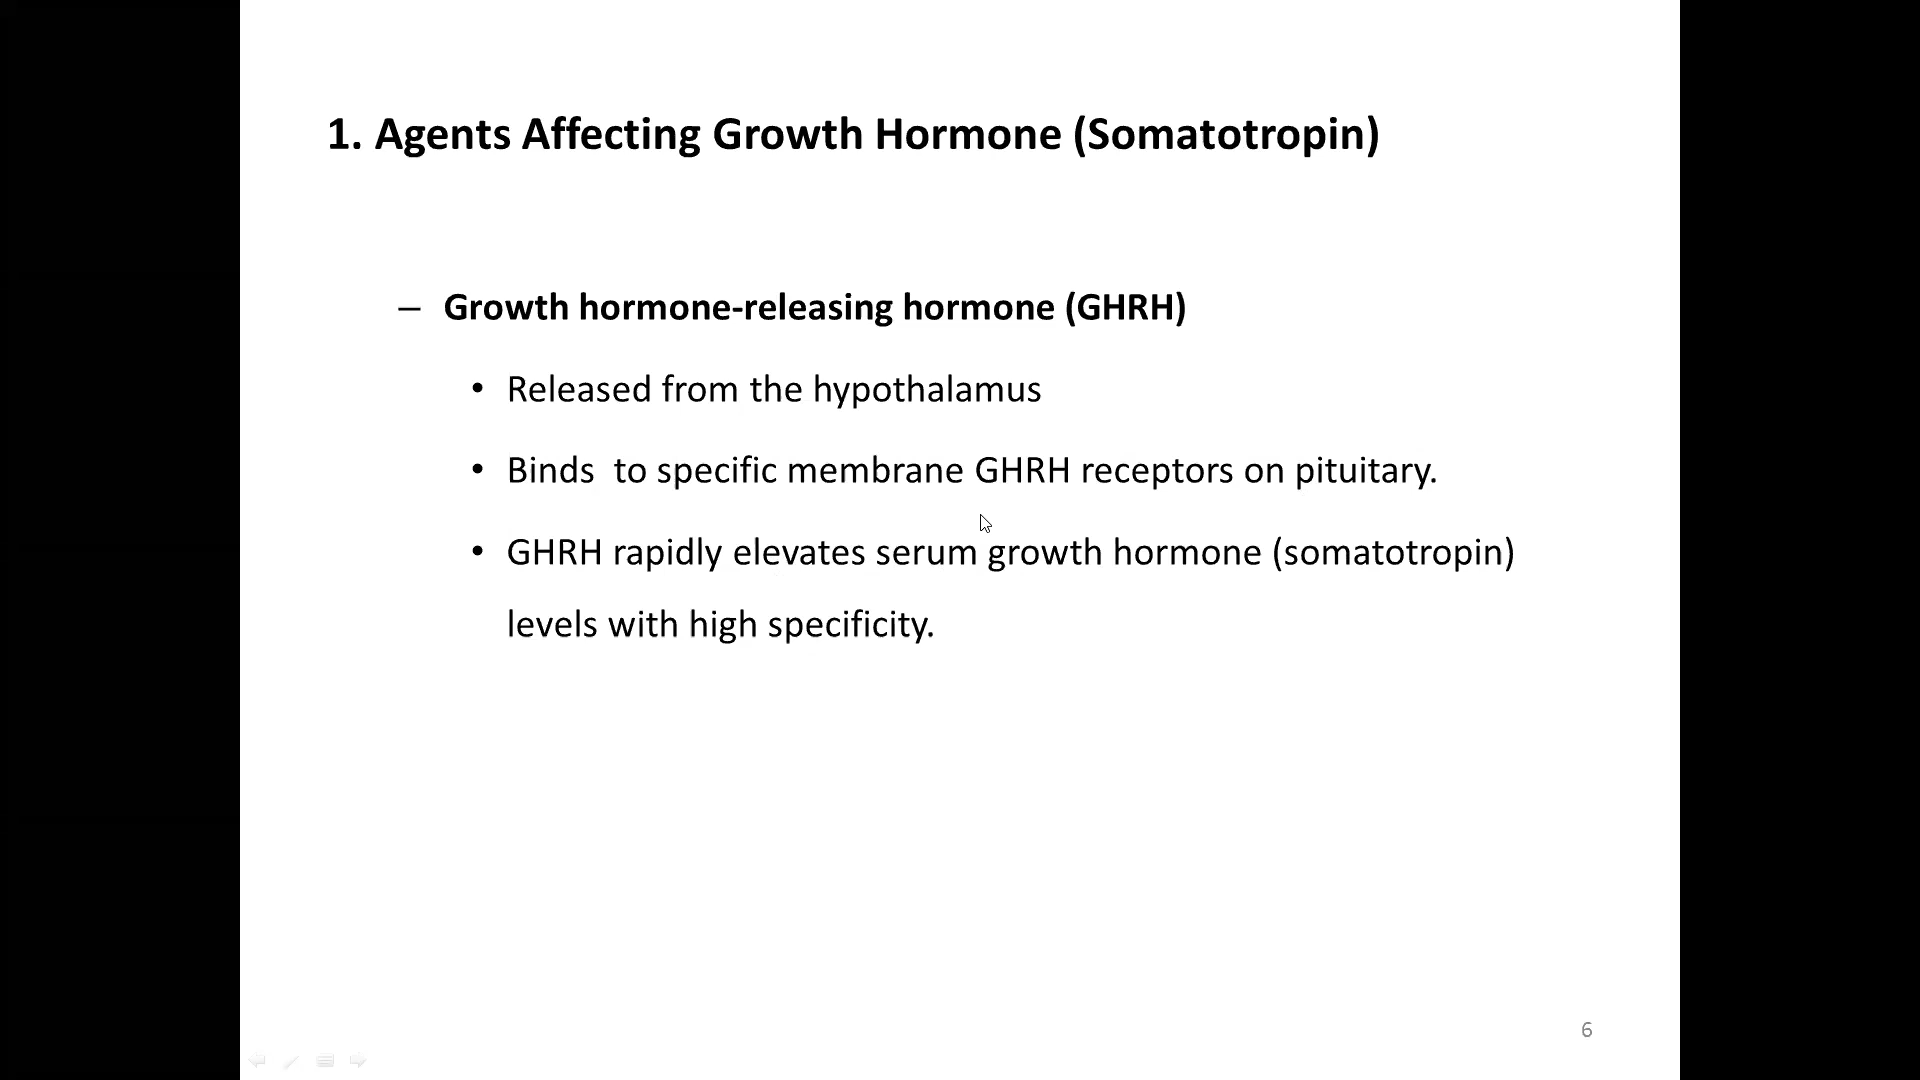 1. Agents Affecting Growth Hormone (Somatotropin)
– Growth hormone-releasing hormone (GHRH)
• Released from the hypothalamus
• Binds  to specific membrane GHRH receptors on pituitary.
• GHRH rapidly elevates serum growth hormone (somatotropin)
levels with high specificity.
6